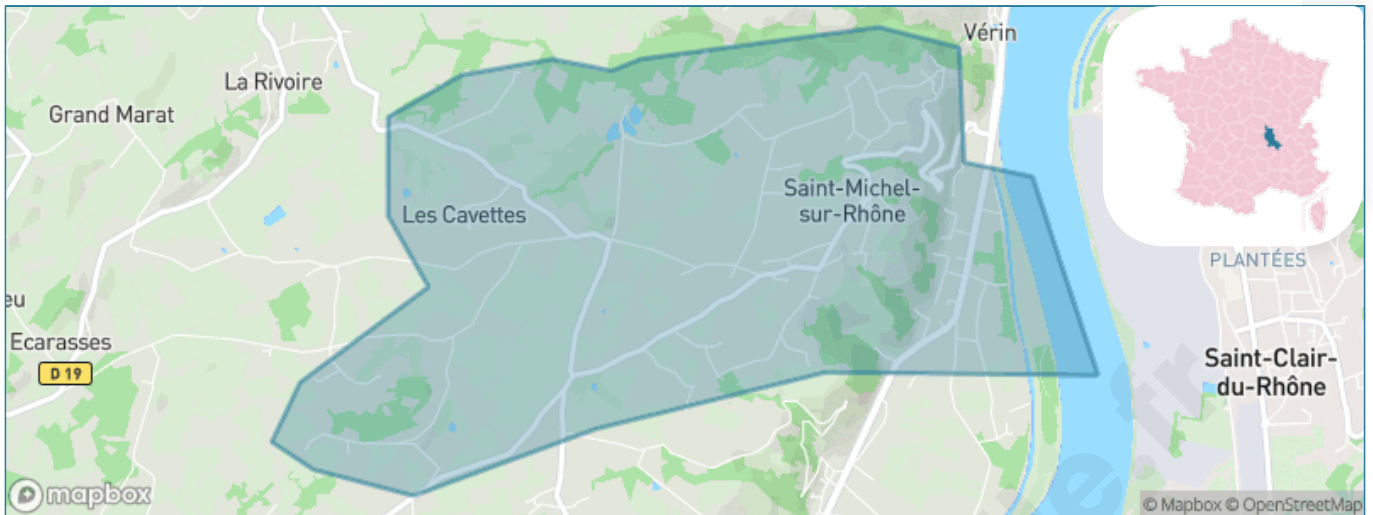 Vérin
La Rivoire
Grand Marat
Saint-Michel-
sur-Rhône
Les Cavettes
PLANTÉES
eu
Ecarasses
D 19
Saint-Clair-
du-Rhône
mapbox
© Mapbox © OpenStreetMap